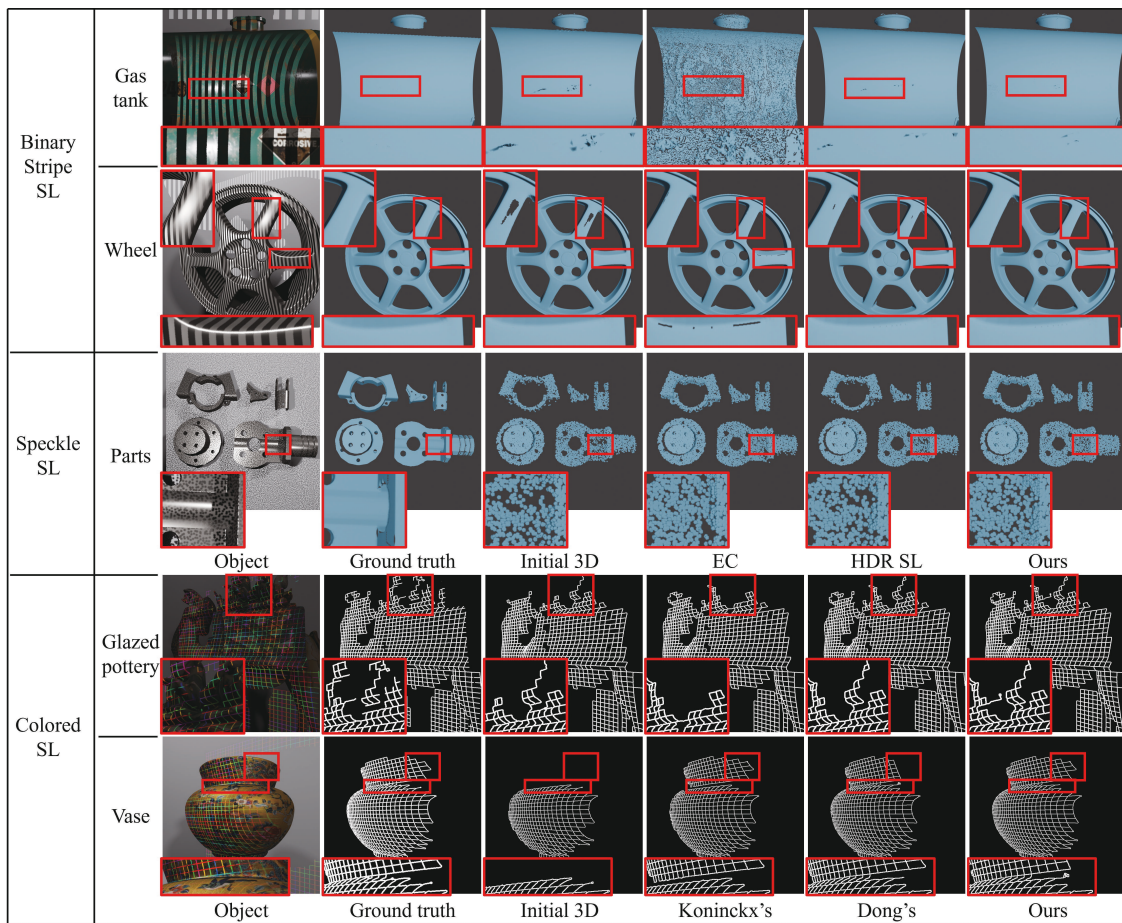 Binary
Stripe
SL
Gas
tank
CORROSIVE
Wheel
Speckle
SL
Parts
Object
Ground truth
Initial 3D
EC
HDR SL
Ours
Colored
SL
Glazed
pottery
Vase
Object
Ground truth
Initial 3D
Koninckx's
Dong's
Ours